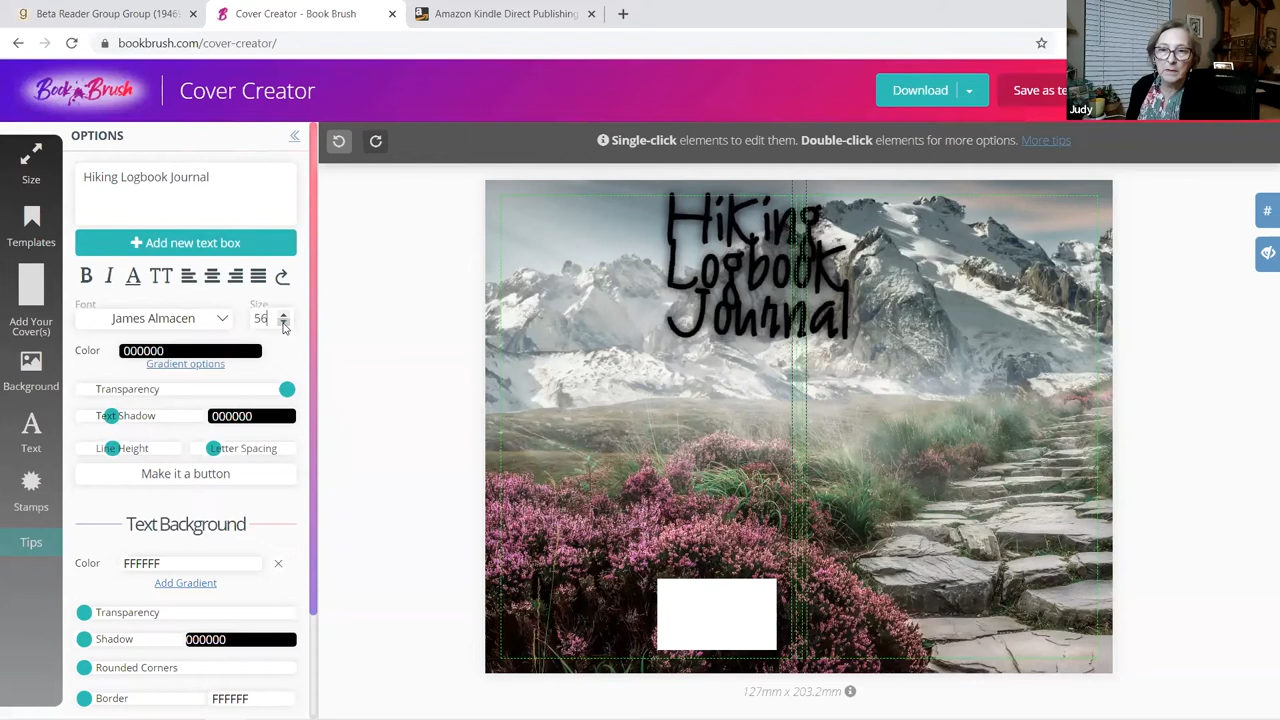 Beta Reader Group Group (1946
Cover Creator - Book Brush
Amazon Kindle Direct Publishing
bookbrush.com/cover-creator/
Book Brush
Cover Creator
Download
Save as te
Judy
OPTIONS
Single-click elements to edit them. Double-click elements for more options. More tips
Size
Templates
Add Your
Cover(s)
Background
Text
Stamps
Tips
Hiking Logbook Journal
+ Add new text box
B I A TT
Font
Size
James Almacen
56
Color
000000
Gradient options
Transparency
Text Shadow
000000
Line Height
Letter Spacing
Make it a button
Text Background
Color
FFFFFF
Add Gradient
Transparency
Shadow
000000
Rounded Corners
Border
FFFFFF
Hiking
Logbook
Journal
#
127mm x 203.2mm